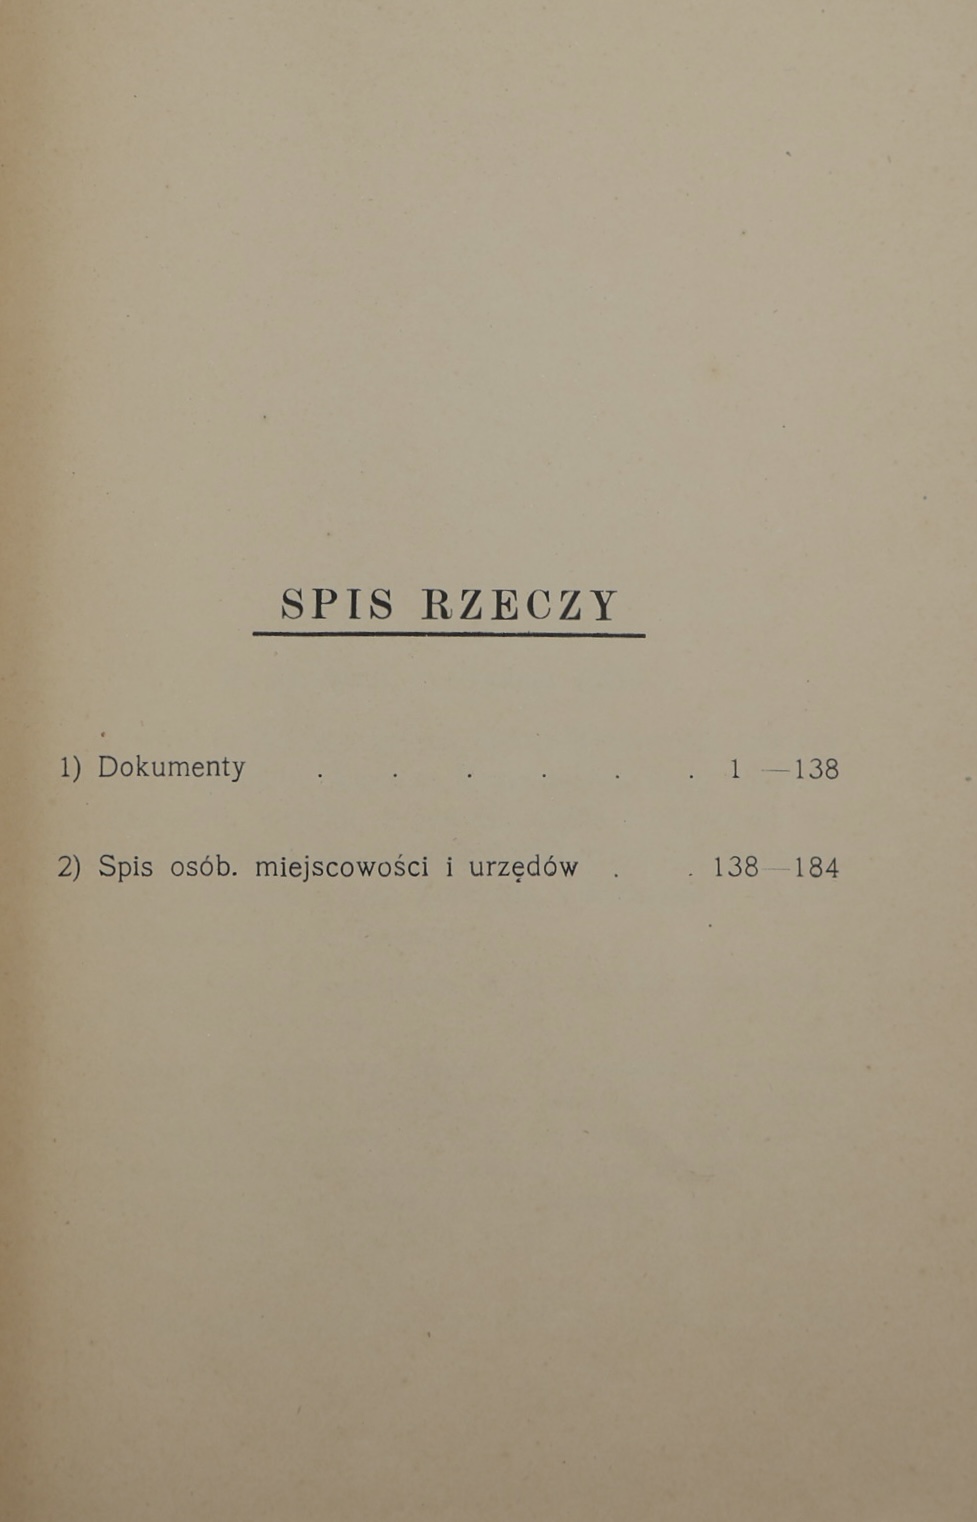 SPIS RZECZY
1) Dokumenty . . . . . . 1 —138
2) Spis osób. miejscowości i urzędów . . 138—184